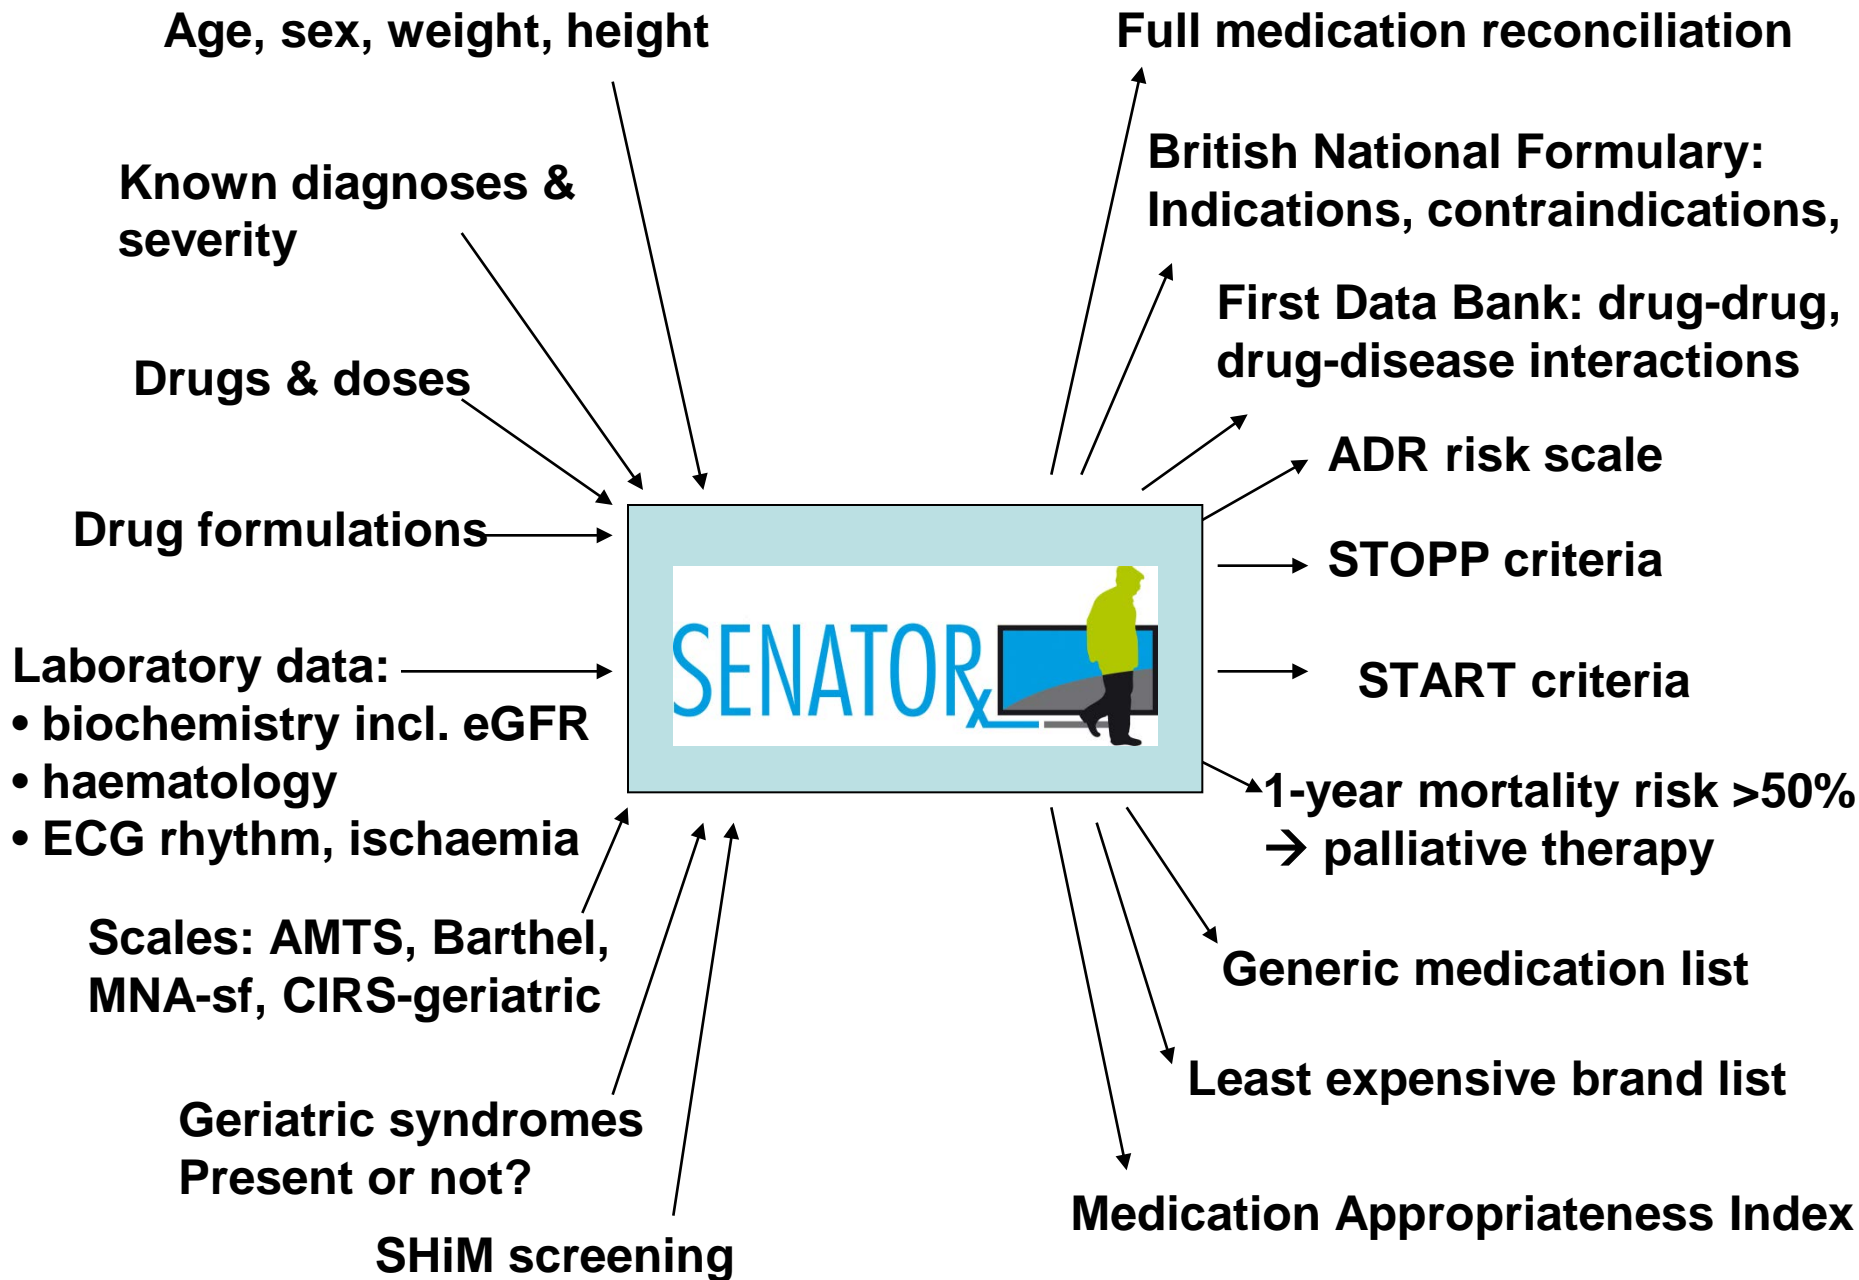 Age, sex, weight, height
Known diagnoses &
severity
Drugs & doses
Drug formulations
Laboratory data:
• biochemistry incl. eGFR
• haematology
• ECG rhythm, ischaemia
Scales: AMTS, Barthel,
MNA-sf, CIRS-geriatric
Geriatric syndromes
Present or not?
SHiM screening
SENATORx
Full medication reconciliation
British National Formulary:
Indications, contraindications,
First Data Bank: drug-drug,
drug-disease interactions
ADR risk scale
STOPP criteria
START criteria
1-year mortality risk >50%
→ palliative therapy
Generic medication list
Least expensive brand list
Medication Appropriateness Index